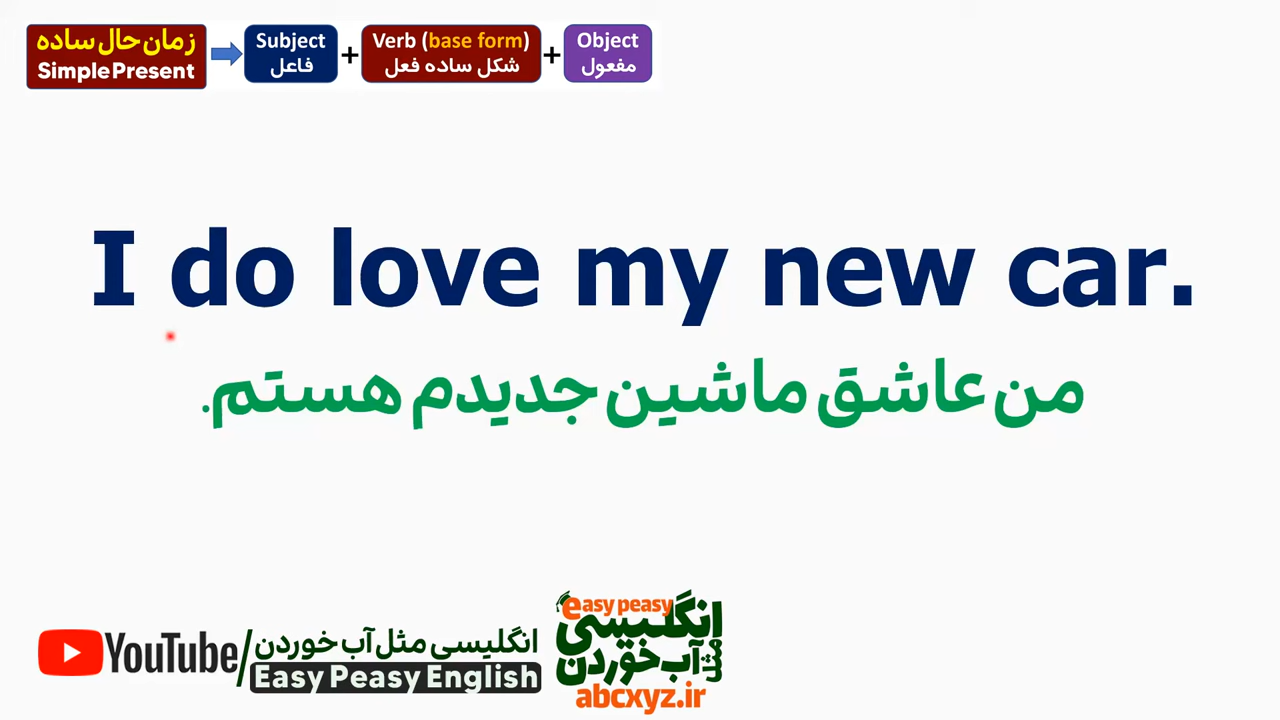 زمان حال ساده
Simple Present
Subject
فاعل
+
Verb (base form)
شکل ساده فعل
+
Object
مفعول
I do love my new car.
من عاشق ماشین جدیدم هستم.
YouTube/
انگلیسی مثل آب خوردن
Easy Peasy English
easy peasy
انگلیسی
مثل
آب خوردن
abcxyz.ir